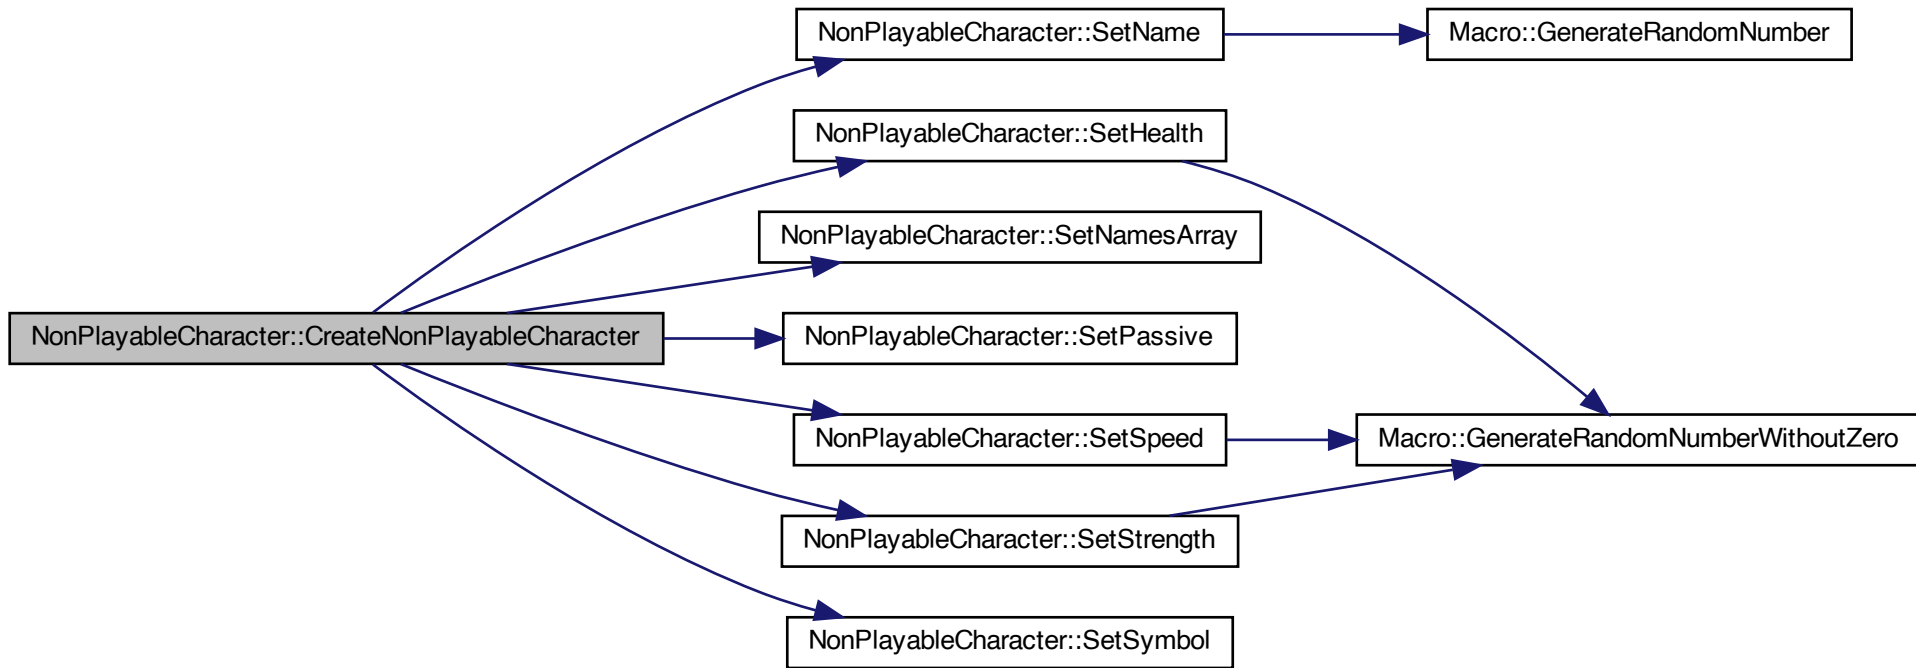 NonPlayableCharacter::SetName
Macro::GenerateRandomNumber
NonPlayableCharacter::SetHealth
NonPlayableCharacter::SetNamesArray
NonPlayableCharacter::CreateNonPlayableCharacter
NonPlayableCharacter::SetPassive
NonPlayableCharacter::SetSpeed
Macro::GenerateRandomNumberWithoutZero
NonPlayableCharacter::SetStrength
NonPlayableCharacter::SetSymbol